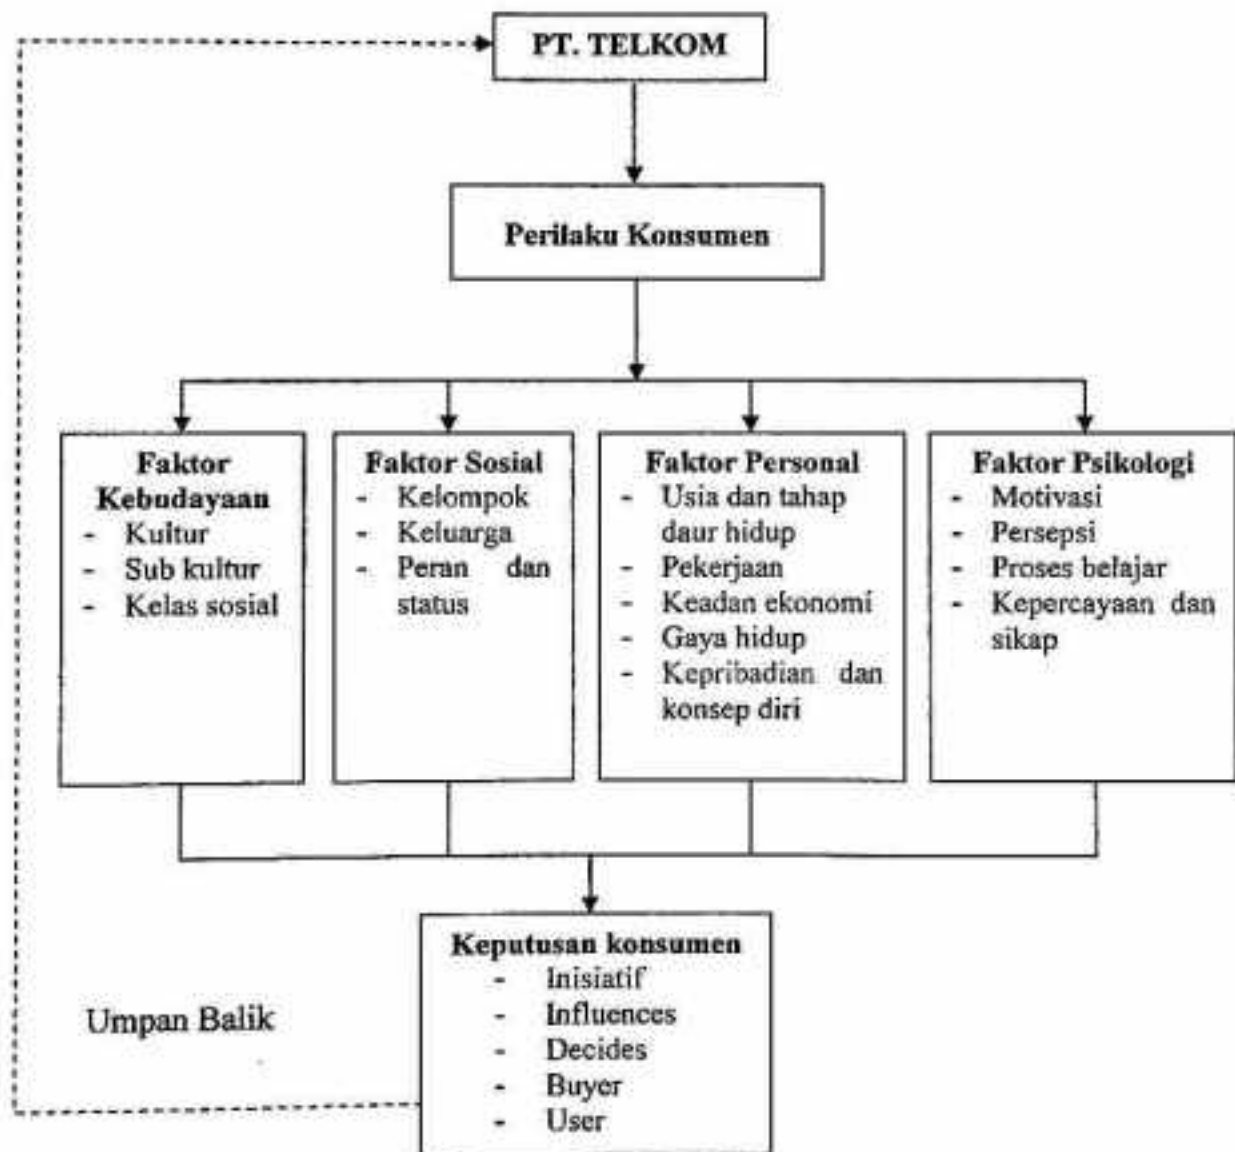 PT. TELKOM
Perilaku Konsumen
Faktor
Kebudayaan
- Kultur
- Sub kultur
- Kelas sosial
Faktor Sosial
- Kelompok
- Keluarga
- Peran dan
status
Faktor Personal
- Usia dan tahap
daur hidup
- Pekerjaan
- Keadan ekonomi
- Gaya hidup
- Kepribadian dan
konsep diri
Faktor Psikologi
- Motivasi
- Persepsi
- Proses belajar
- Kepercayaan dan
sikap
Keputusan konsumen
- Inisiatif
- Influences
- Decides
- Buyer
- User
Umpan Balik